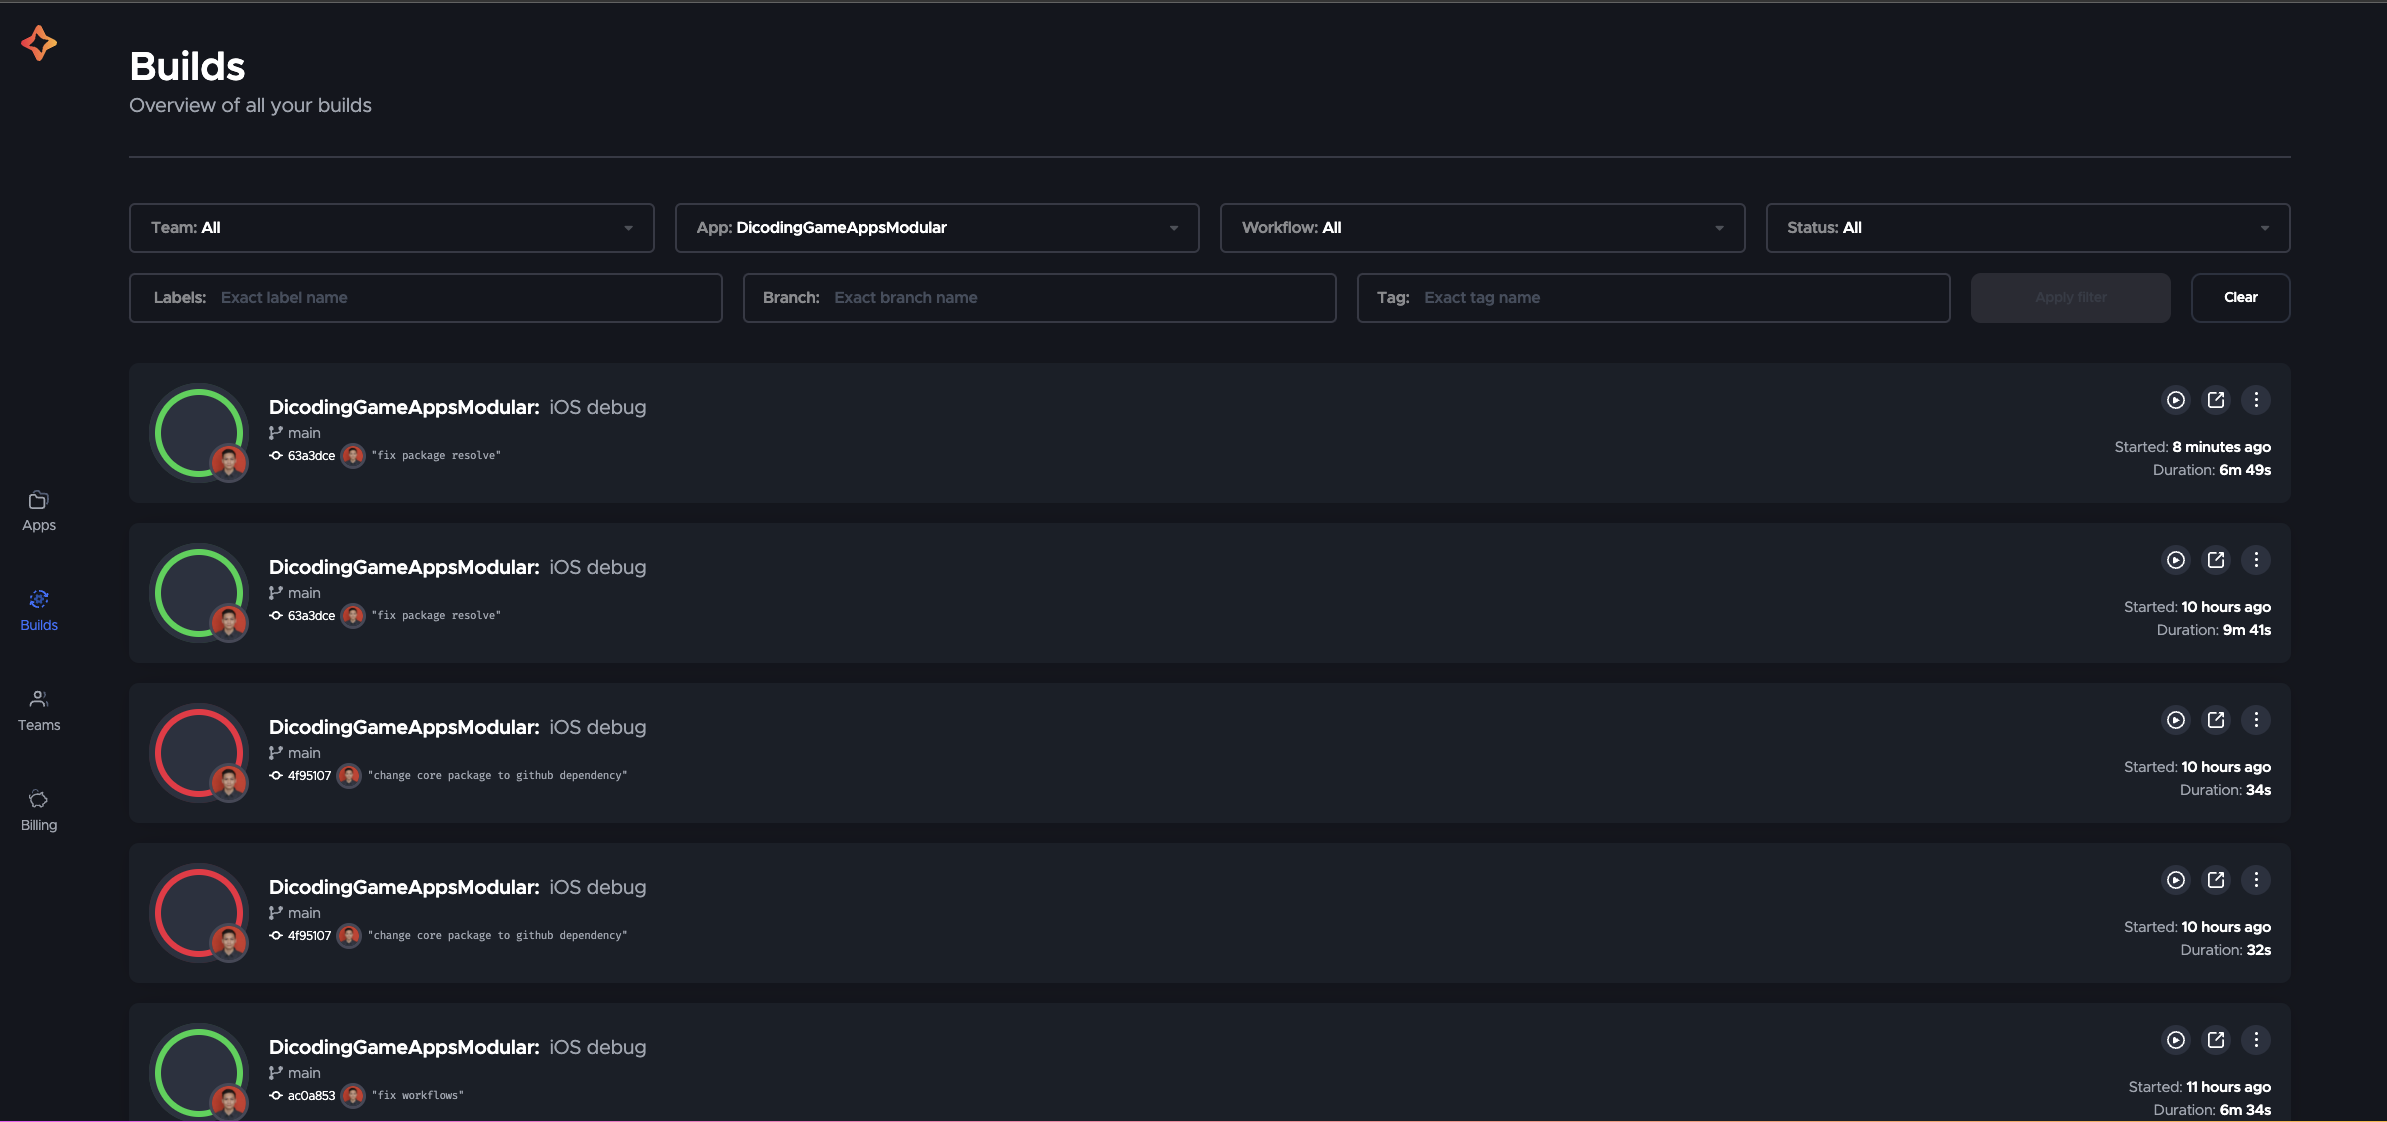 Builds
Overview of all your builds
Team: All
App: DicodingGameAppsModular
Workflow: All
Status: All
Labels: Exact label name
Branch: Exact branch name
Tag: Exact tag name
Apply filter
Clear
DicodingGameAppsModular: iOS debug
main
63a3dce "fix package resolve"
Started: 8 minutes ago
Duration: 6m 49s
DicodingGameAppsModular: iOS debug
main
63a3dce "fix package resolve"
Started: 10 hours ago
Duration: 9m 41s
DicodingGameAppsModular: iOS debug
main
4f95107 "change core package to github dependency"
Started: 10 hours ago
Duration: 34s
DicodingGameAppsModular: iOS debug
main
4f95107 "change core package to github dependency"
Started: 10 hours ago
Duration: 32s
DicodingGameAppsModular: iOS debug
main
ac0a853 "fix workflows"
Started: 11 hours ago
Duration: 6m 34s
Apps
Builds
Teams
Billing